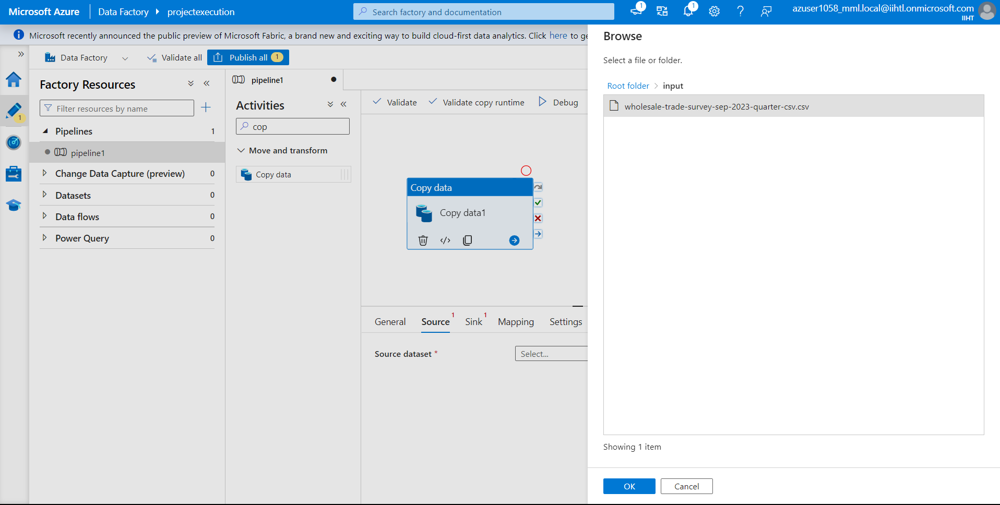 Microsoft Azure
Data Factory
projectexecution
Search factory and documentation
1
1
azuser1058_mml.local@iihtl.onmicrosoft.com
IIHT
Microsoft recently announced the public preview of Microsoft Fabric, a brand new and exciting way to build cloud-first data analytics. Click here to ge
Data Factory
Validate all
Publish all 1
1
Factory Resources
Filter resources by name
Pipelines 1
pipeline1
Change Data Capture (preview) 0
Datasets 0
Data flows 0
Power Query 0
pipeline1
Activities
cop
Move and transform
Copy data
Validate
Validate copy runtime
Debug
Copy data
Copy data1
General
Source 1
Sink 1
Mapping
Settings
Source dataset *
Select...
Browse
Select a file or folder.
Root folder > input
wholesale-trade-survey-sep-2023-quarter-csv.csv
Showing 1 item
OK
Cancel